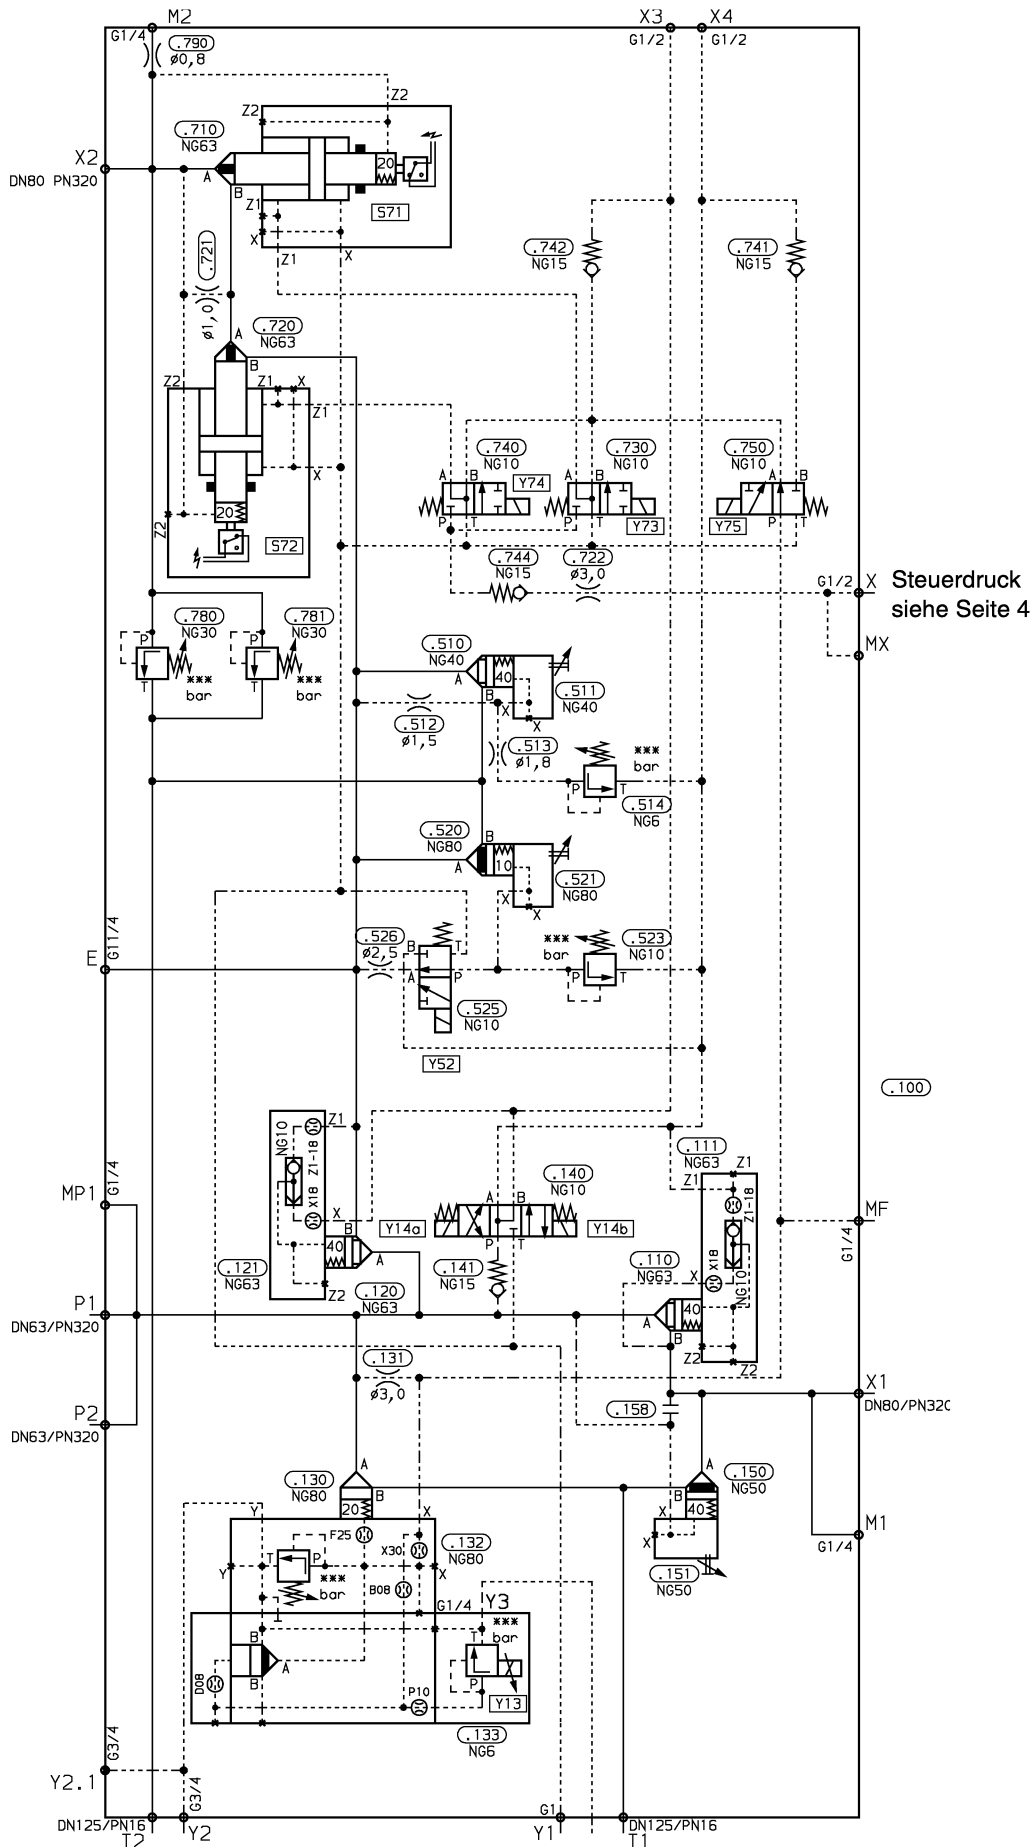 M2
G1/4
.790
ø0,8
X3
G1/2
X4
G1/2
Z2
Z2
.710
NG63
X2
DN80 PN320
A
B
20
Z1
X
Z1
X
S71
.721
ø1,0
.742
NG15
.741
NG15
.720
NG63
A
B
Z2
Z1
X
Z1
X
20
Z2
S72
.740
NG10
.730
NG10
.750
NG10
A
B
Y74
P
T
A
B
Y73
P
T
A
B
Y75
P
T
.744
NG15
.722
ø3,0
G1/2
X
Steuerdruck
siehe Seite 4
MX
.780
NG30
.781
NG30
P
T
***
bar
P
T
***
bar
.510
NG40
A
B
40
X
X
.511
NG40
.512
ø1,5
.513
ø1,8
***
bar
P
T
.514
NG6
.520
NG80
B
A
10
X
X
.521
NG80
G11/4
E
.526
ø2,5
B
T
A
P
***
bar
.523
NG10
P
T
.525
NG10
Y52
.100
NG10
Z1-18
X18
Z1
X
.111
NG63
Z1
Z1
Z1-18
MP1
G1/4
.140
NG10
A
B
Y14a
Y14b
P
T
MF
G1/4
B
40
A
.121
NG63
Z2
.120
NG63
.141
NG15
.110
NG63
X
X18
NG10
P1
DN63/PN320
A
40
B
Z2
Z2
.131
ø3,0
X1
DN80/PN320
.158
P2
DN63/PN320
.130
NG80
A
B
20
A
B
.150
NG50
40
X
M1
G1/4
.151
NG50
Y
F25
X
X30
.132
NG80
Y
T
P
X
***
bar
B08
G1/4
Y3
***
bar
T
P
B
B
A
D08
P10
Y13
.133
NG6
G3/4
Y2.1
G3/4
DN125/PN16
T2
Y2
G1
Y1
DN125/PN16
T1